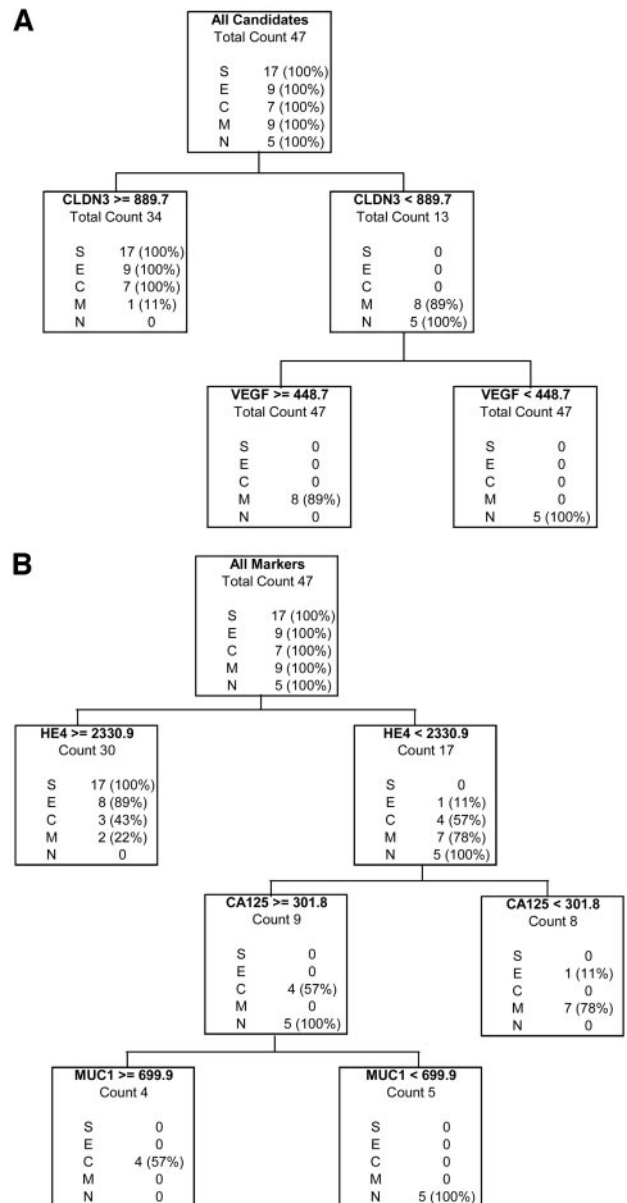 A
All Candidates
Total Count 47
S 17 (100%)
E 9 (100%)
C 7 (100%)
M 9 (100%)
N 5 (100%)
CLDN3 >= 889.7
Total Count 34
S 17 (100%)
E 9 (100%)
C 7 (100%)
M 1 (11%)
N 0
CLDN3 < 889.7
Total Count 13
S 0
E 0
C 0
M 8 (89%)
N 5 (100%)
VEGF >= 448.7
Total Count 47
S 0
E 0
C 0
M 8 (89%)
N 0
VEGF < 448.7
Total Count 47
S 0
E 0
C 0
M 0
N 5 (100%)
B
All Markers
Total Count 47
S 17 (100%)
E 9 (100%)
C 7 (100%)
M 9 (100%)
N 5 (100%)
HE4 >= 2330.9
Count 30
S 17 (100%)
E 8 (89%)
C 3 (43%)
M 2 (22%)
N 0
HE4 < 2330.9
Count 17
S 0
E 1 (11%)
C 4 (57%)
M 7 (78%)
N 5 (100%)
CA125 >= 301.8
Count 9
S 0
E 0
C 4 (57%)
M 0
N 5 (100%)
CA125 < 301.8
Count 8
S 0
E 1 (11%)
C 0
M 7 (78%)
N 0
MUC1 >= 699.9
Count 4
S 0
E 0
C 4 (57%)
M 0
N 0
MUC1 < 699.9
Count 5
S 0
E 0
C 0
M 0
N 5 (100%)